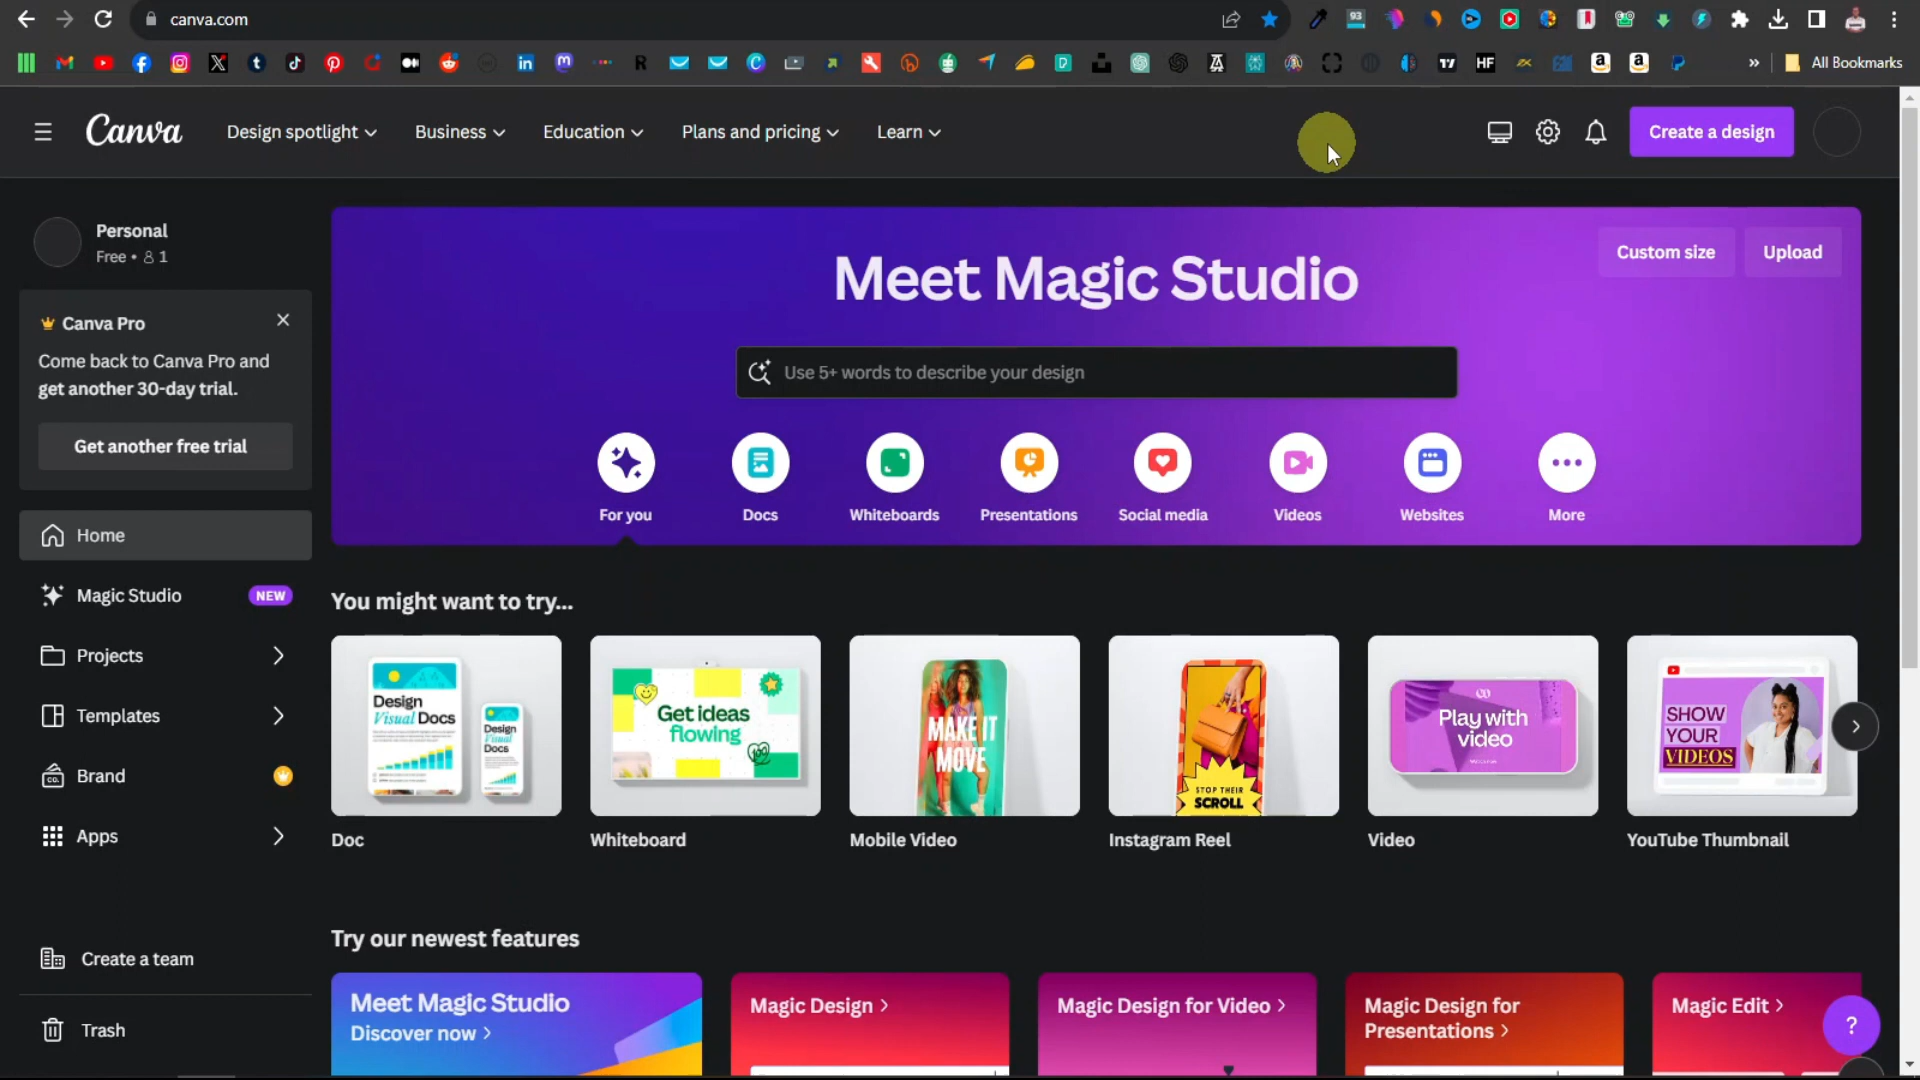 canva.com
93
HF
All Bookmarks
Canva
Design spotlight
Business
Education
Plans and pricing
Learn
Create a design
Personal
Free • 1
Canva Pro
Come back to Canva Pro and
get another 30-day trial.
Get another free trial
Home
Magic Studio NEW
Projects
Templates
Brand
Apps
Create a team
Trash
Custom size
Upload
Meet Magic Studio
Use 5+ words to describe your design
For you
Docs
Whiteboards
Presentations
Social media
Videos
Websites
More
You might want to try...
Design
Visual Docs
Design
Visual
Docs
Get ideas
flowing
MAKE IT
MOVE
STOP THEIR
SCROLL
Play with
video
SHOW
YOUR
VIDEOS
Doc
Whiteboard
Mobile Video
Instagram Reel
Video
YouTube Thumbnail
Try our newest features
Meet Magic Studio
Discover now >
Magic Design >
Magic Design for Video >
Magic Design for
Presentations >
Magic Edit >
?